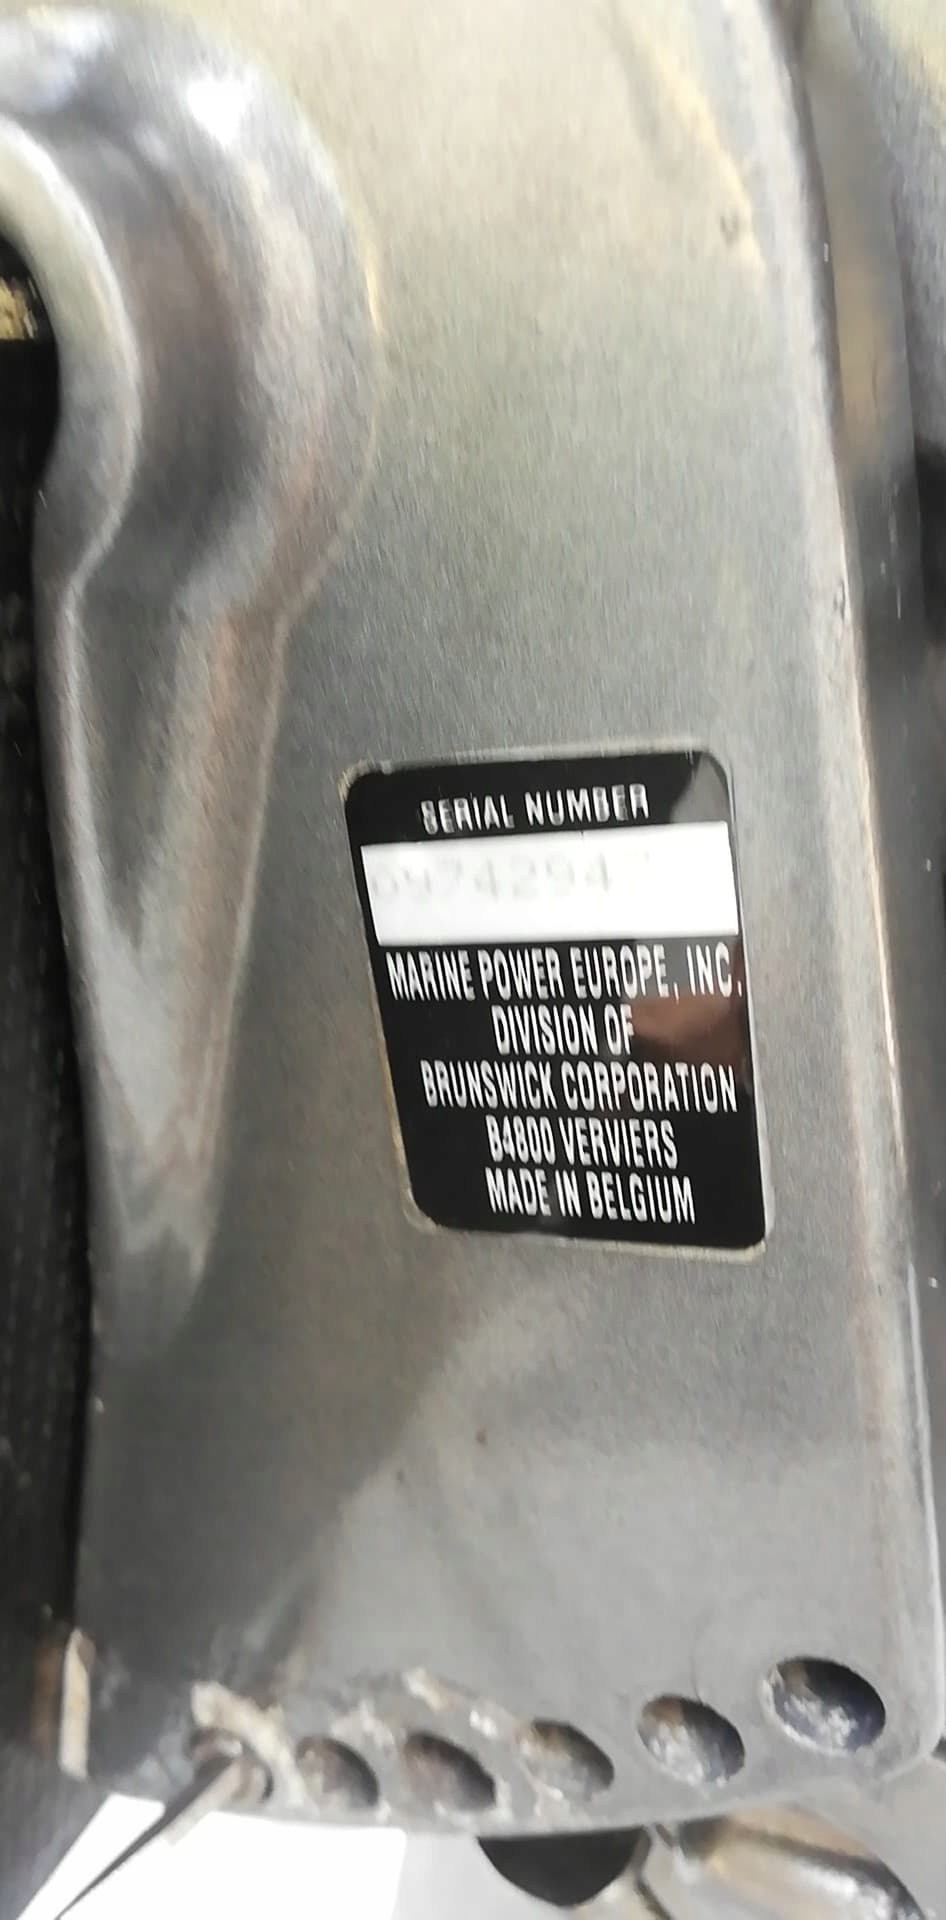 SERIAL NUMBER
MARINE POWER EUROPE, INC.
DIVISION OF
BRUNSWICK CORPORATION
B4800 VERVIERS
MADE IN BELGIUM